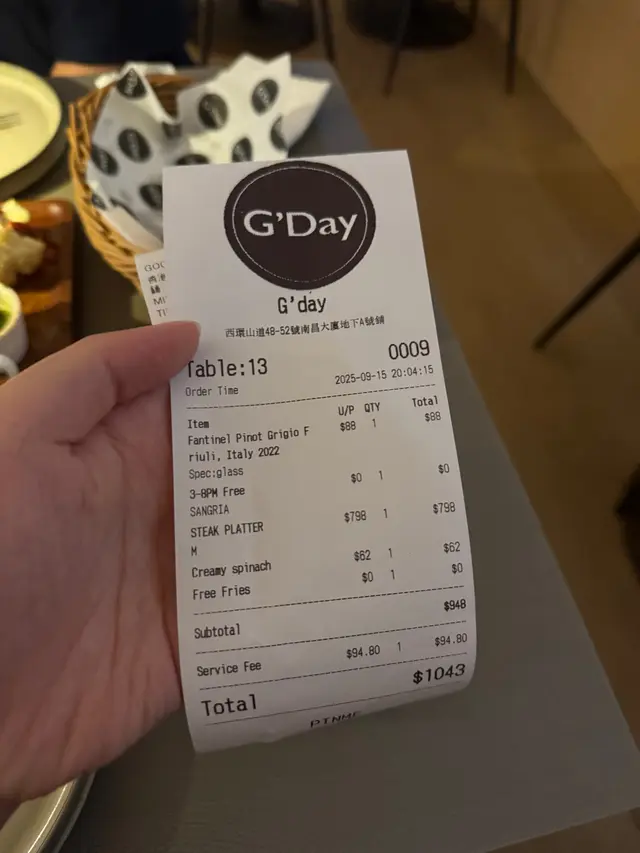 G'Day
G'day
西環山道48-52號南昌大廈地下A號舖
Table:13 0009
Order Time 2025-09-15 20:04:15
Item U/P QTY Total
Fantinel Pinot Grigio F $88 1 $88
riuli, Italy 2022
Spec:glass
3-8PM Free $0 1 $0
SANGRIA
STEAK PLATTER $798 1 $798
M
Creamy spinach $62 1 $62
Free Fries $0 1 $0
Subtotal $948
Service Fee $94.80 1 $94.80
Total $1043